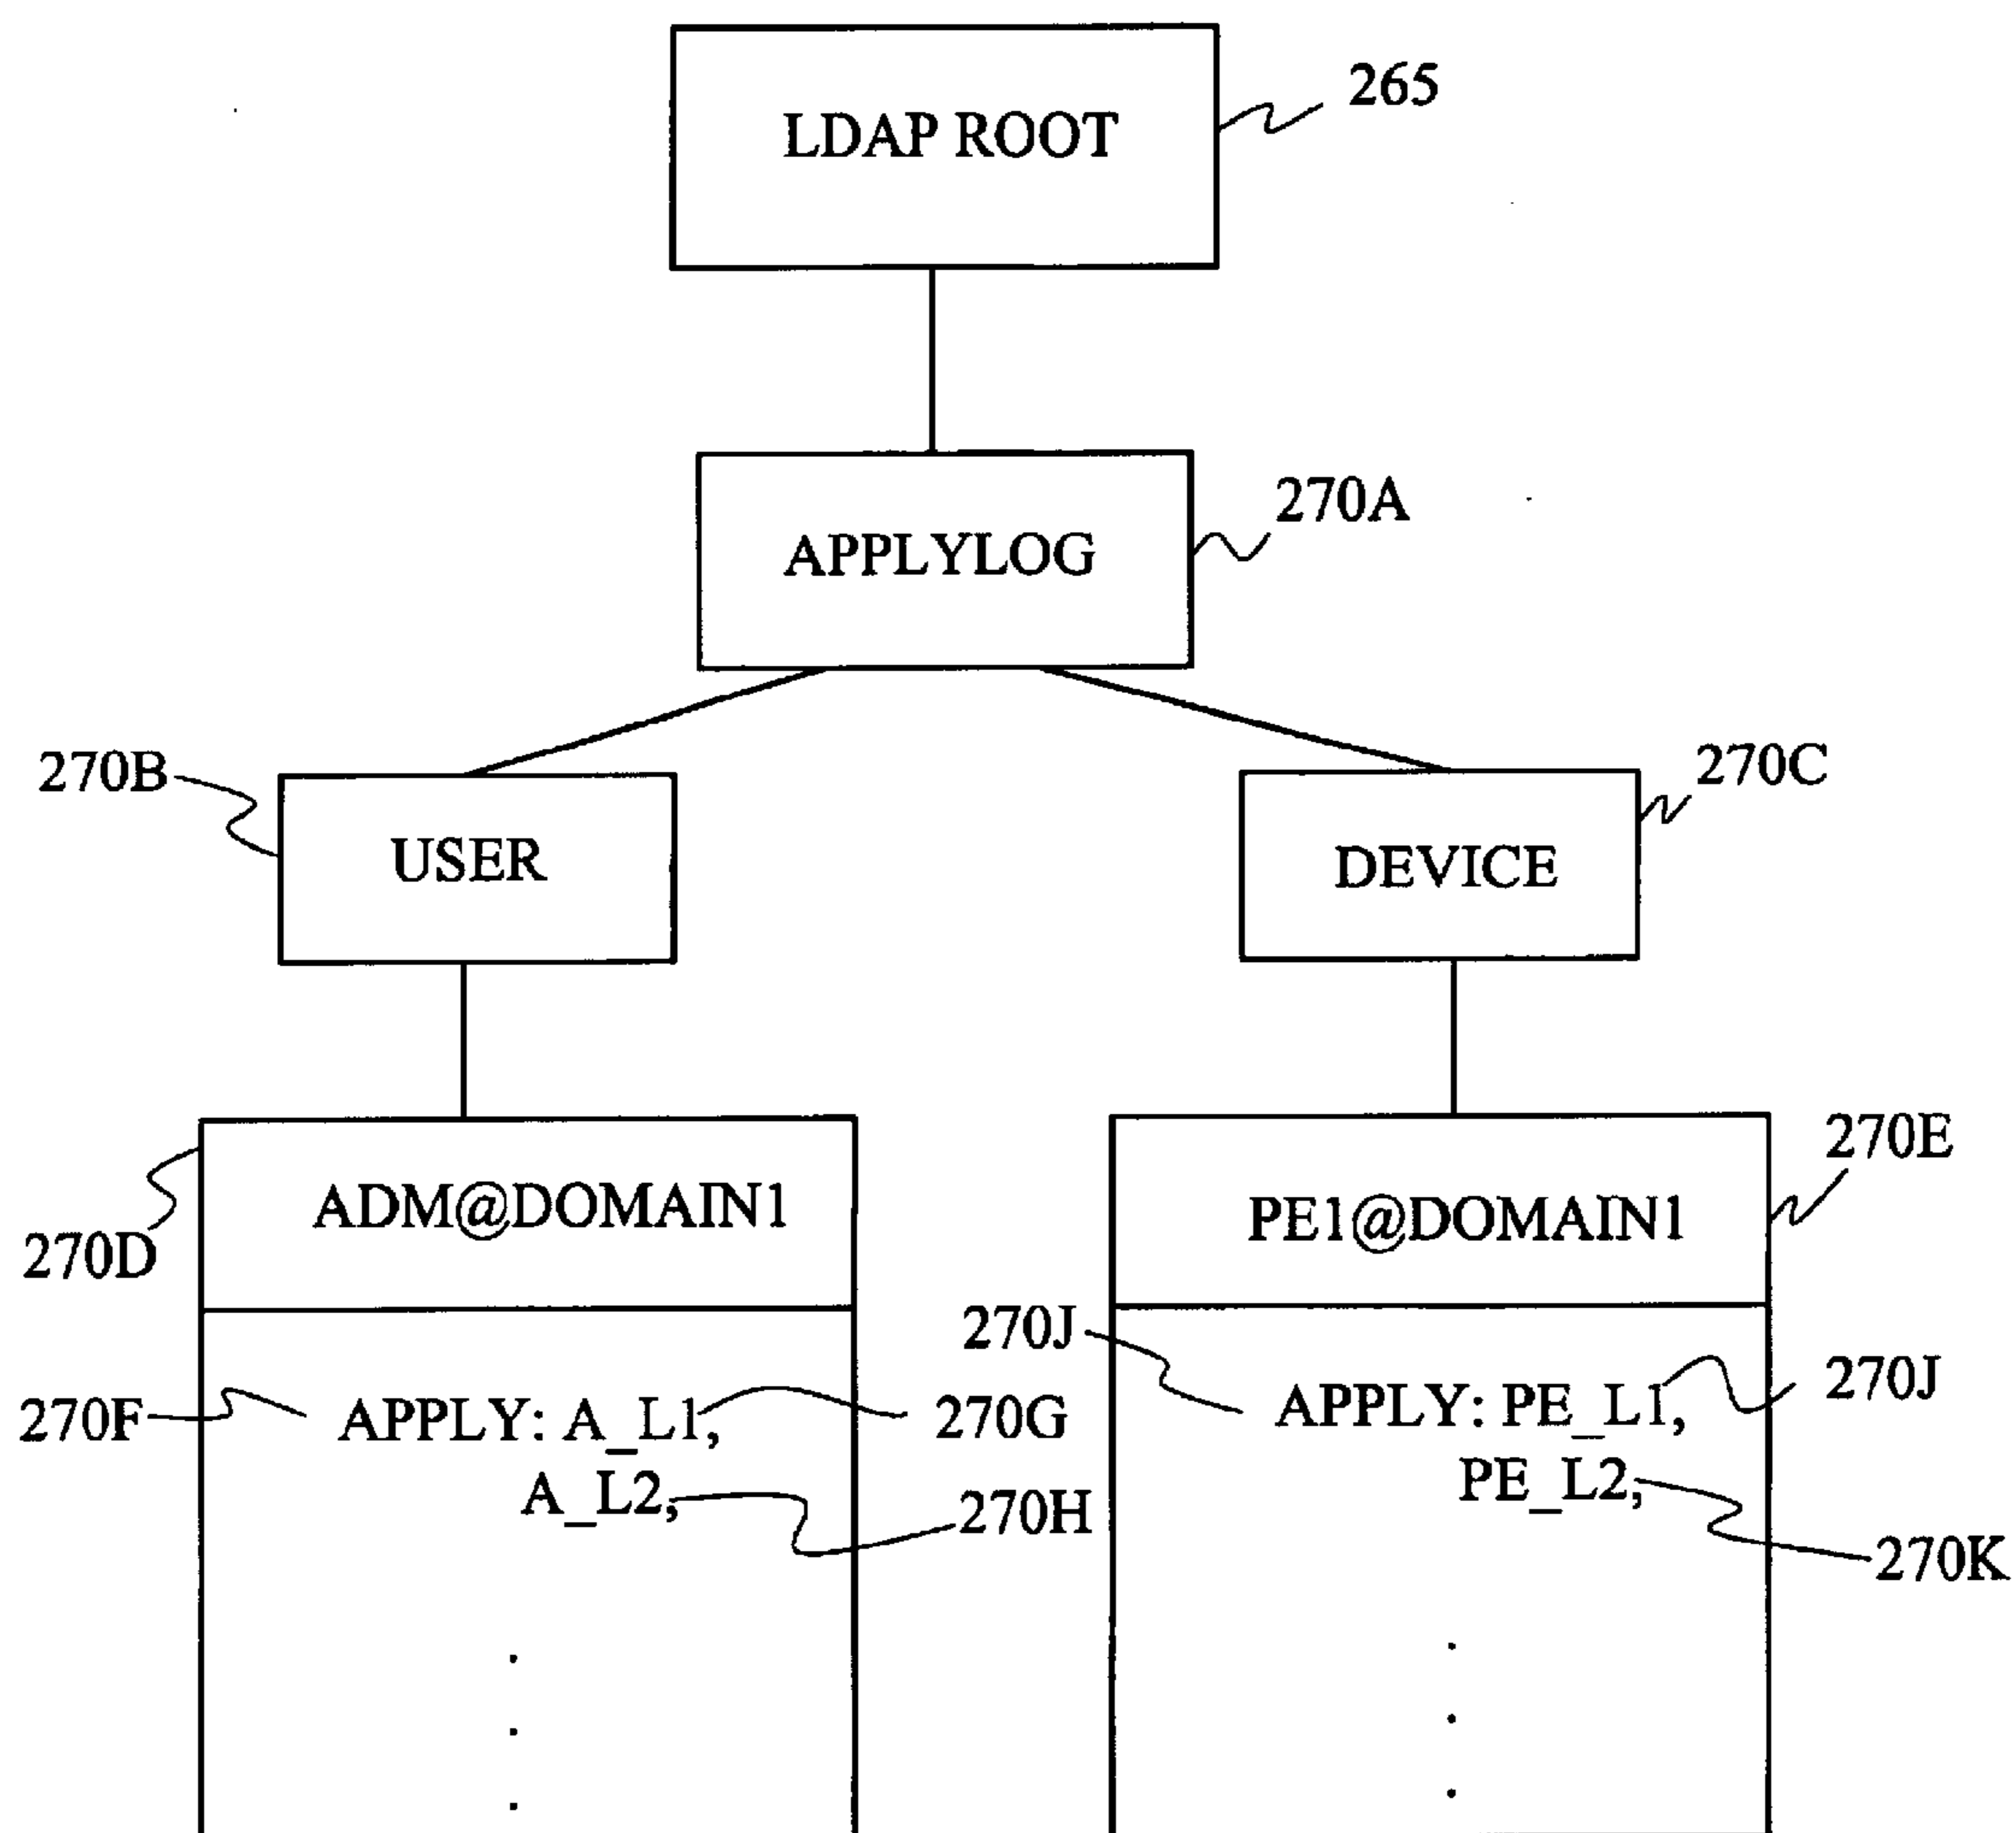 LDAP ROOT
265
APPLYLOG
270A
270B
USER
DEVICE
270C
270D
ADM@DOMAIN1
PE1@DOMAIN1
270E
270F
APPLY: A_L1,
270G
A_L2,
270H
270J
APPLY: PE_L1,
270J
PE_L2,
270K